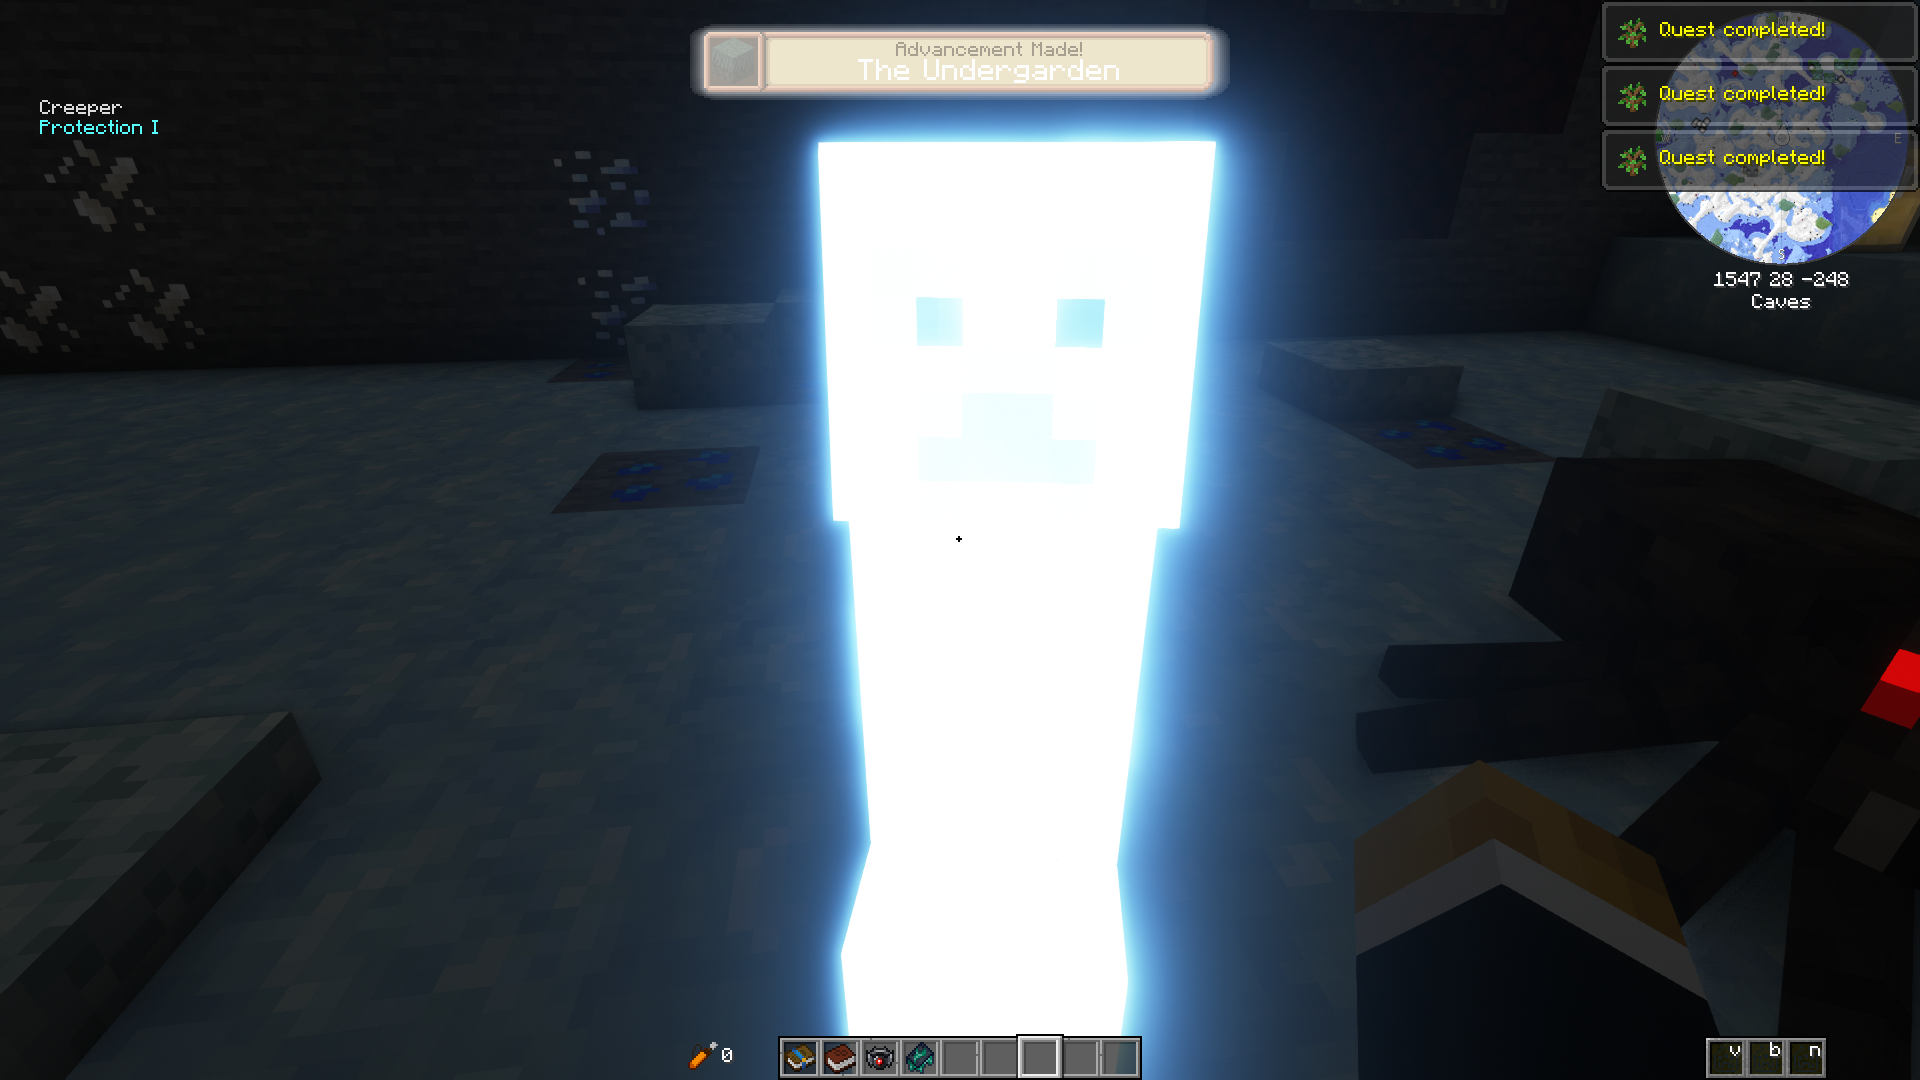 Advancement Made!
The Undergarden
Creeper
Protection I
Quest completed!
Quest completed!
Quest completed!
E
S
1547 28 -248
Caves
0
v b n